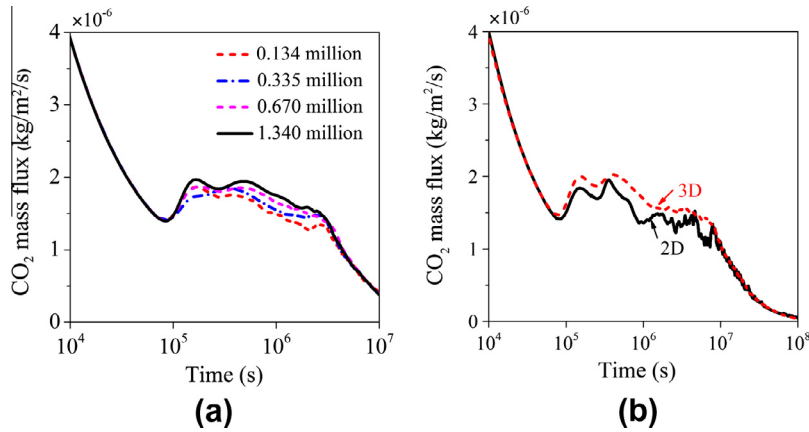 ×10⁻⁶
4
3
2
1
0
CO₂ mass flux (kg/m²/s)
0.134 million
0.335 million
0.670 million
1.340 million
10⁴
10⁵
10⁶
10⁷
Time (s)
(a)
×10⁻⁶
4
3
2
1
0
CO₂ mass flux (kg/m²/s)
3D
2D
10⁴
10⁵
10⁶
10⁷
10⁸
Time (s)
(b)